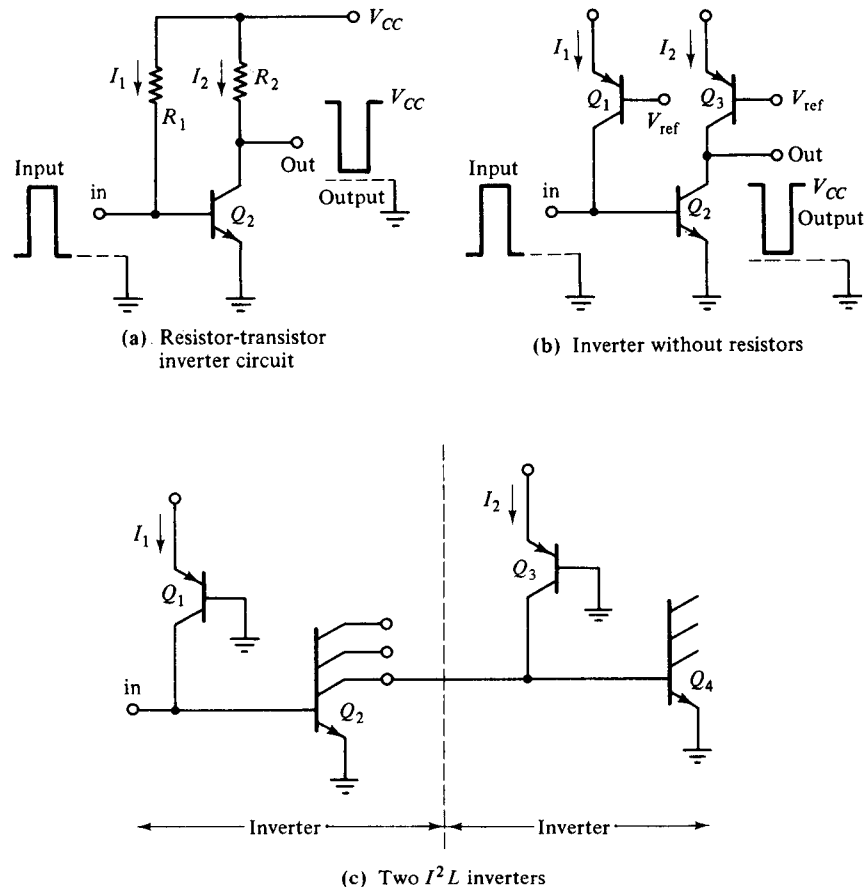 V_CC
I_1
I_2
R_2
R_1
V_CC
Input
Out
in
Q_2
Output
(a) Resistor-transistor
inverter circuit
I_1
I_2
Q_1
Q_3
V_ref
V_ref
Input
Out
in
Q_2
V_CC
Output
(b) Inverter without resistors
I_1
I_2
Q_1
Q_3
in
Q_2
Q_4
Inverter
Inverter
(c) Two I²L inverters